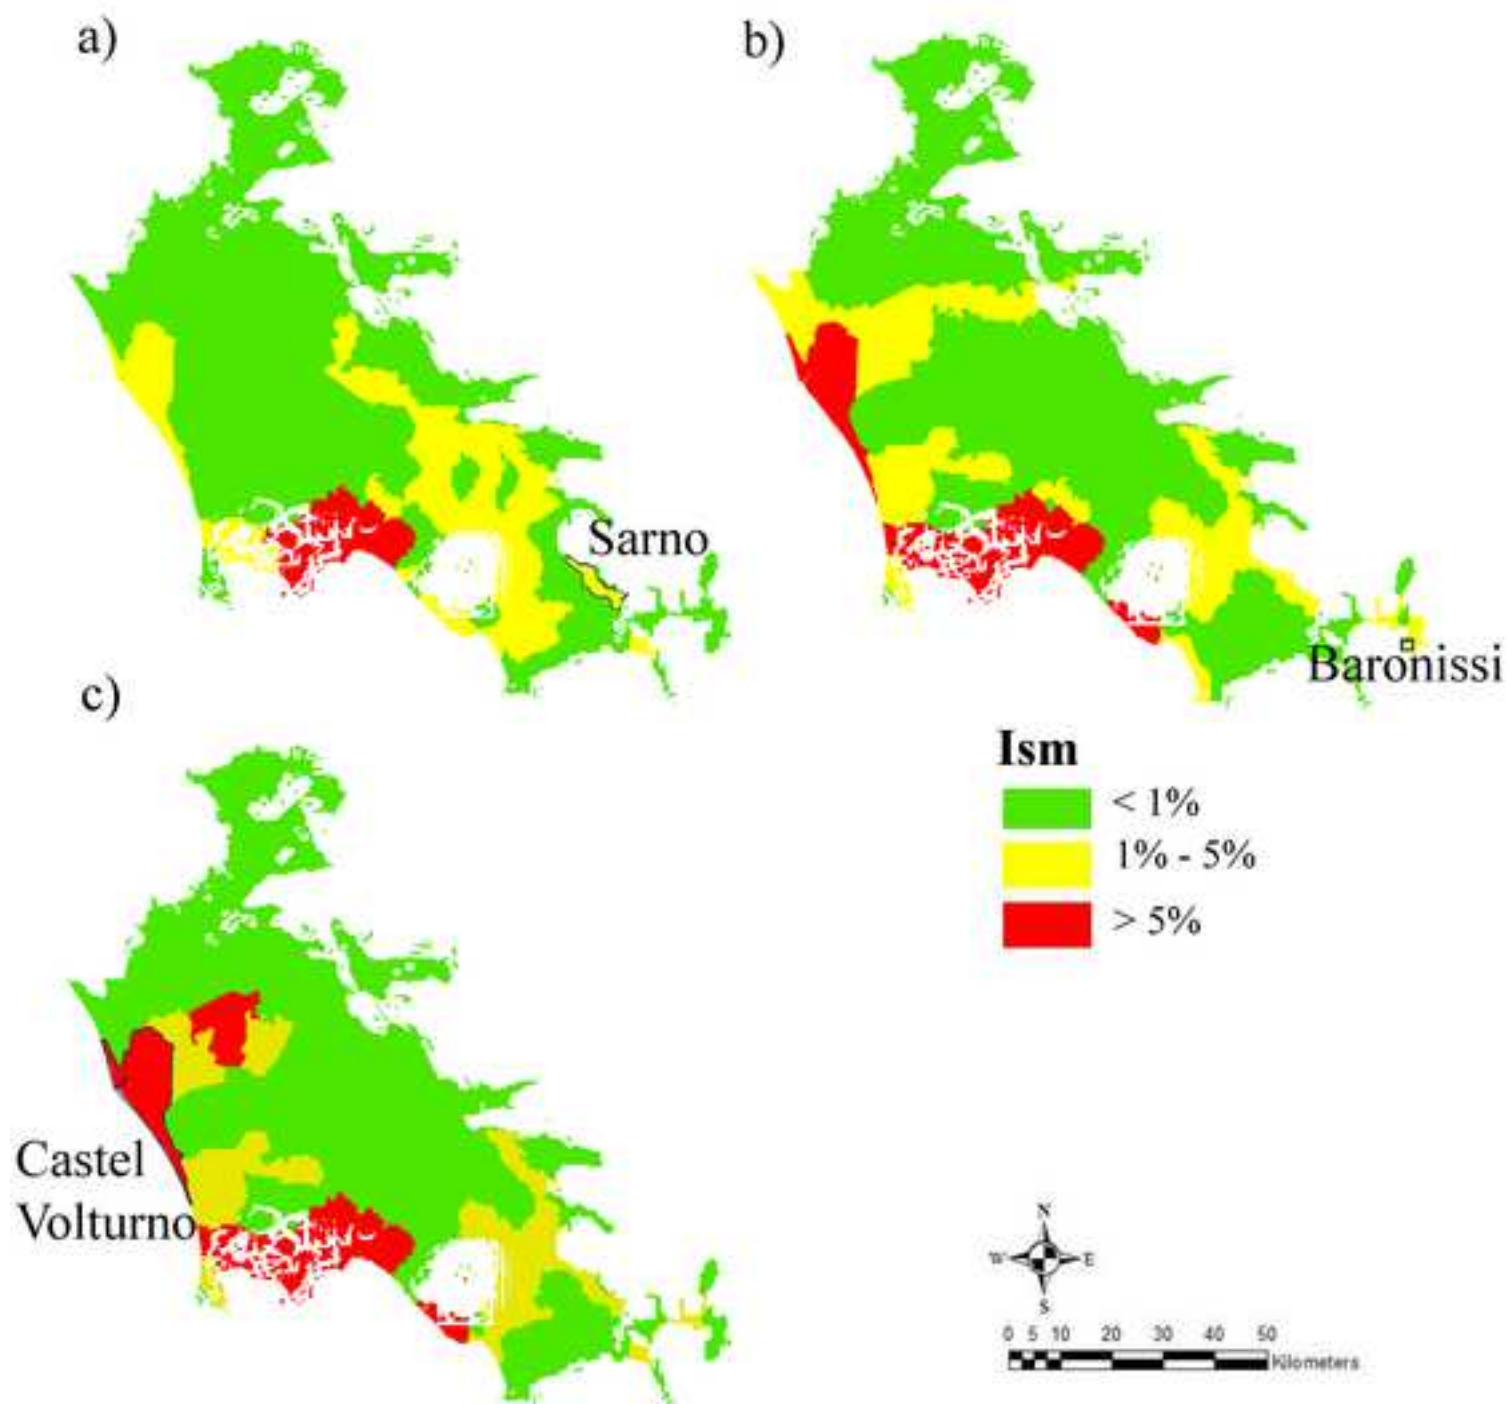 a)
b)
Sarno
Baronissi
c)
Ism
< 1%
1% - 5%
> 5%
Castel
Volturno
N
W E
S
0 5 10 20 30 40 50
Kilometers